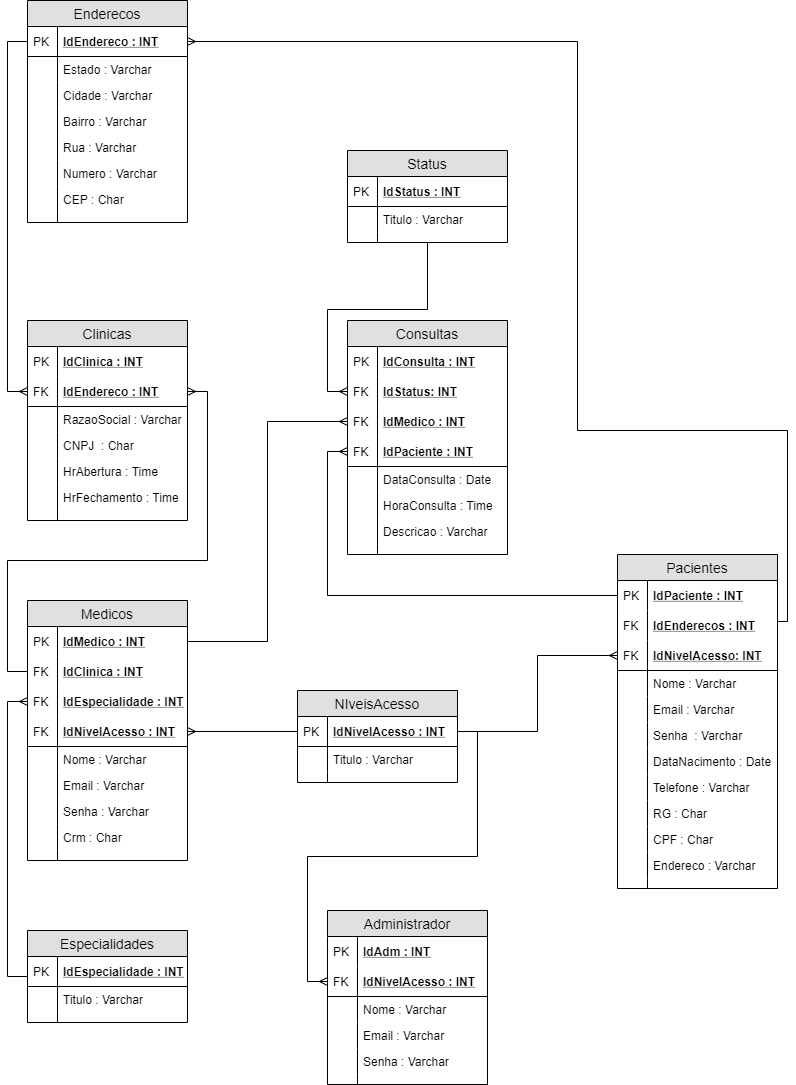 Enderecos
PK IdEndereco : INT
Estado : Varchar
Cidade : Varchar
Bairro : Varchar
Rua : Varchar
Numero : Varchar
CEP : Char
Status
PK IdStatus : INT
Titulo : Varchar
Clinicas
PK IdClinica : INT
FK IdEndereco : INT
RazaoSocial : Varchar
CNPJ : Char
HrAbertura : Time
HrFechamento : Time
Consultas
PK IdConsulta : INT
FK IdStatus: INT
FK IdMedico : INT
FK IdPaciente : INT
DataConsulta : Date
HoraConsulta : Time
Descricao : Varchar
Pacientes
PK IdPaciente : INT
FK IdEnderecos : INT
FK IdNivelAcesso: INT
Nome : Varchar
Email : Varchar
Senha : Varchar
DataNacimento : Date
Telefone : Varchar
RG : Char
CPF : Char
Endereco : Varchar
Medicos
PK IdMedico : INT
FK IdClinica : INT
FK IdEspecialidade : INT
FK IdNivelAcesso : INT
Nome : Varchar
Email : Varchar
Senha : Varchar
Crm : Char
NIveisAcesso
PK IdNivelAcesso : INT
Titulo : Varchar
Especialidades
PK IdEspecialidade : INT
Titulo : Varchar
Administrador
PK IdAdm : INT
FK IdNivelAcesso : INT
Nome : Varchar
Email : Varchar
Senha : Varchar